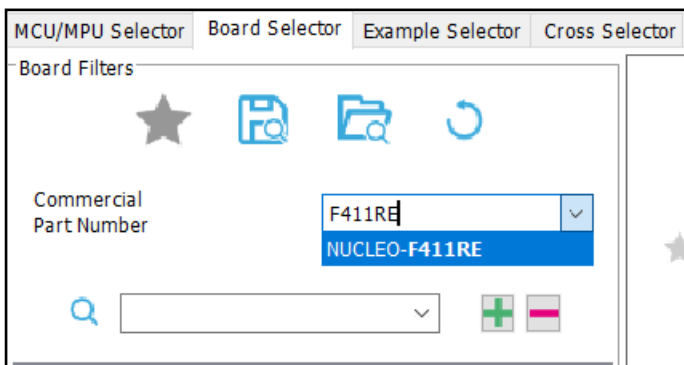 MCU/MPU Selector Board Selector Example Selector Cross Selector
Board Filters
Commercial
Part Number
F411RE
NUCLEO-F411RE